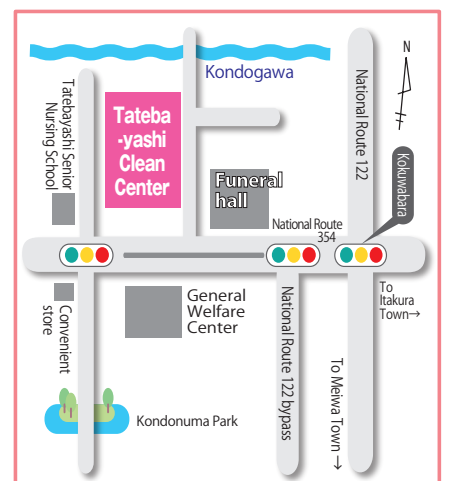 N
Kondogawa
Tatebayashi Senior
Nursing School
Tateba
-yashi
Clean
Center
National Route 122
Kokuwabara
Funeral
hall
National Route
354
To
Itakura
Town→
General
Welfare
Center
Convenient
store
National Route 122 bypass
To Meiwa Town →
Kondonuma Park